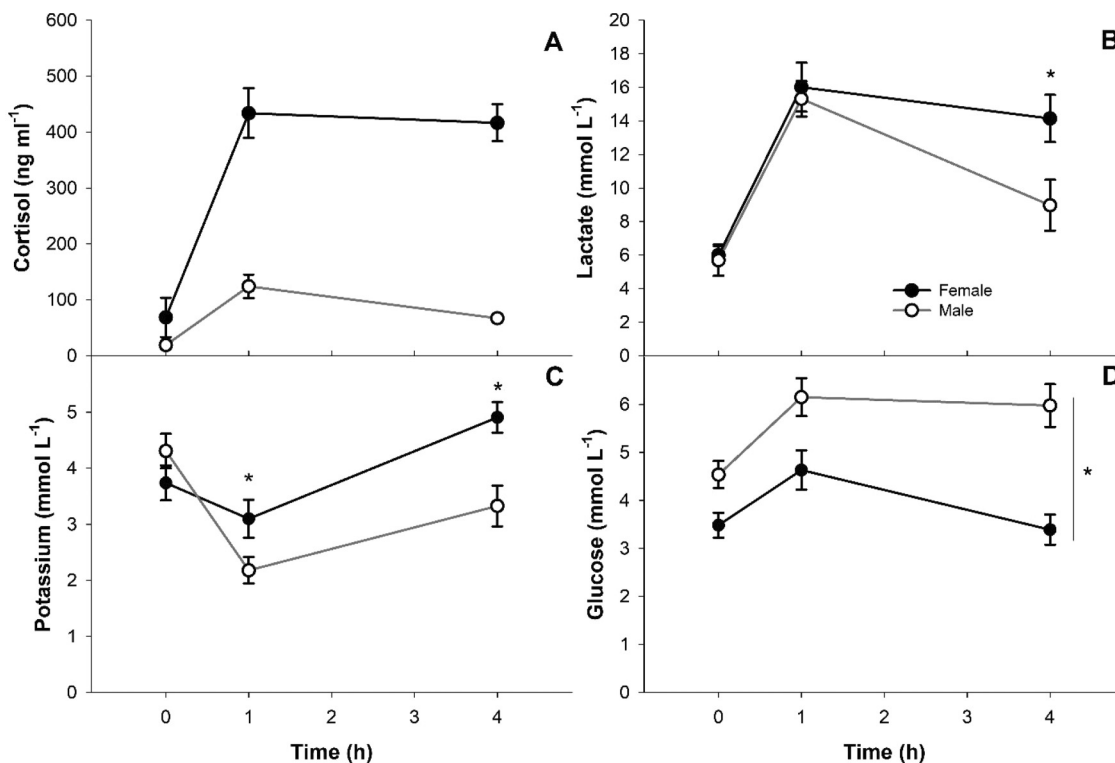 A
Cortisol (ng ml⁻¹)
600
500
400
300
200
100
0
B
Lactate (mmol L⁻¹)
20
18
16
14
12
10
8
6
4
2
0
*
Female
Male
C
Potassium (mmol L⁻¹)
5
4
3
2
1
0
*
*
0 1 2 3 4
Time (h)
D
Glucose (mmol L⁻¹)
6
5
4
3
2
1
0
*
0 1 2 3 4
Time (h)